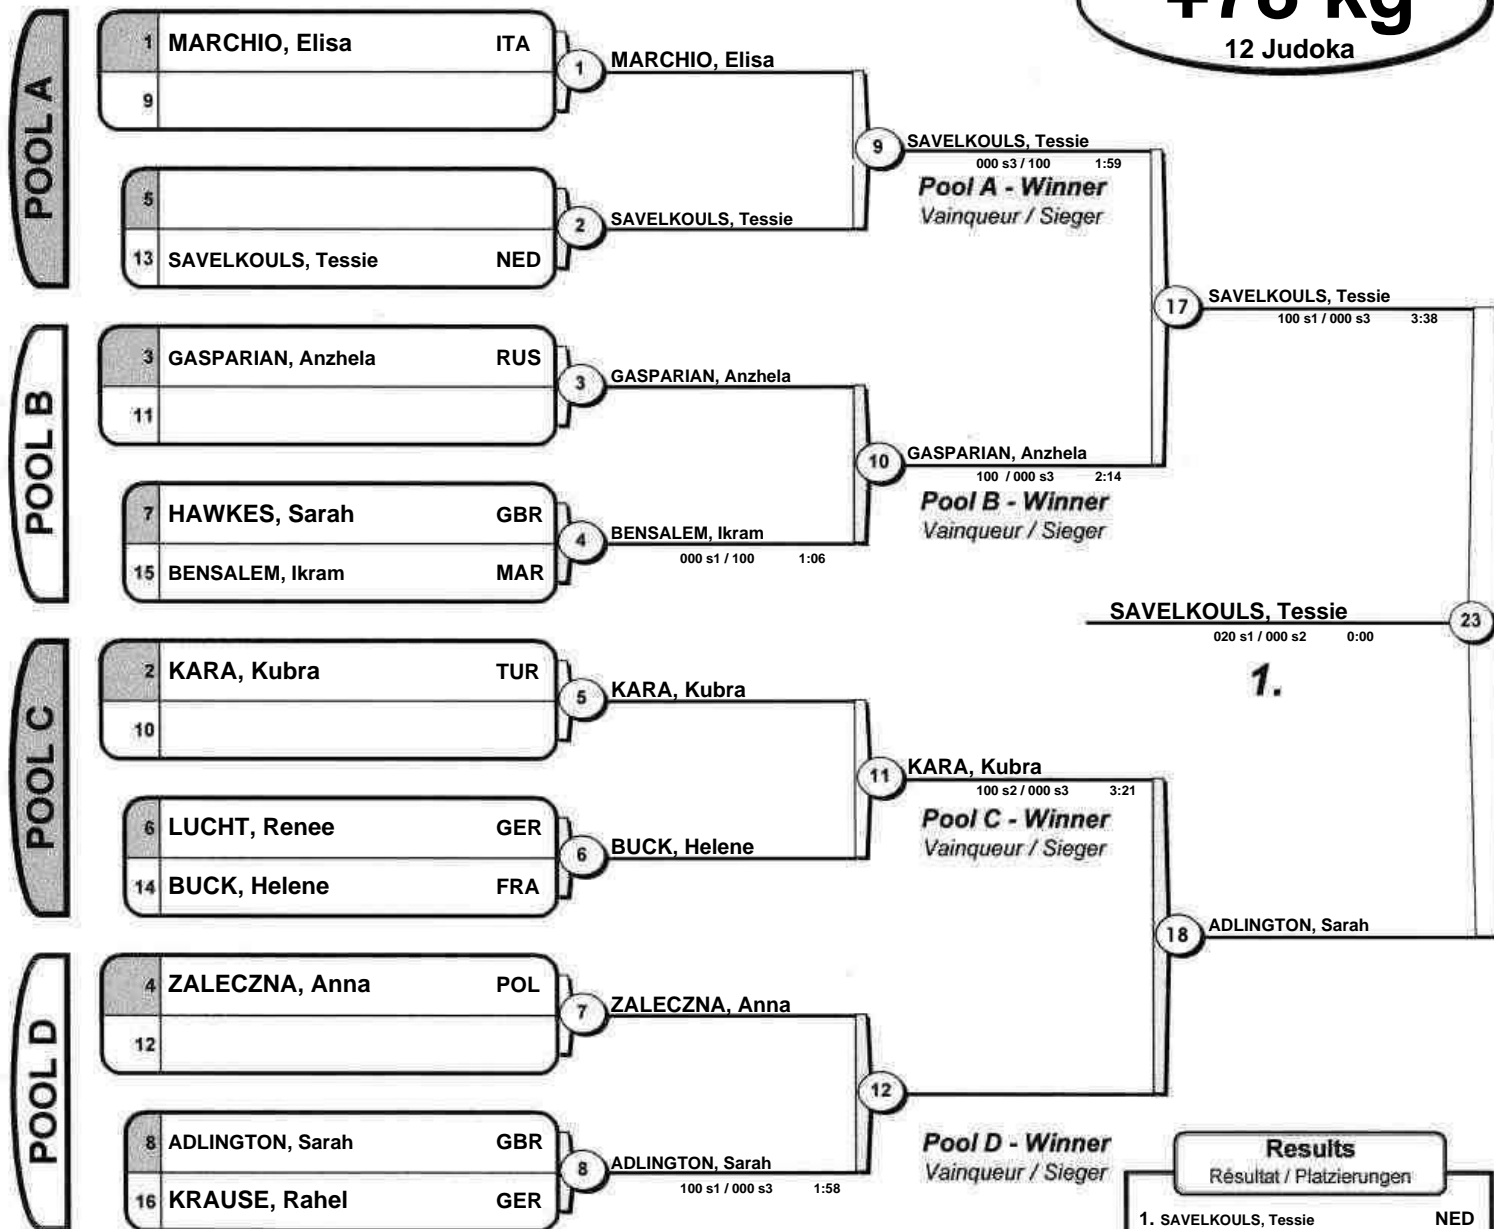 +78 kg
12 Judoka
POOL A
1 MARCHIO, Elisa ITA
9
5
13 SAVELKOULS, Tessie NED
1 MARCHIO, Elisa
2 SAVELKOULS, Tessie
9 SAVELKOULS, Tessie
000 s3 / 100 1:59
Pool A - Winner
Vainqueur / Sieger
POOL B
3 GASPARIAN, Anzhela RUS
11
7 HAWKES, Sarah GBR
15 BENSALEM, Ikram MAR
3 GASPARIAN, Anzhela
4 BENSALEM, Ikram
000 s1 / 100 1:06
10 GASPARIAN, Anzhela
100 / 000 s3 2:14
Pool B - Winner
Vainqueur / Sieger
17 SAVELKOULS, Tessie
100 s1 / 000 s3 3:38
SAVELKOULS, Tessie 23
020 s1 / 000 s2 0:00
1.
POOL C
2 KARA, Kubra TUR
10
6 LUCHT, Renee GER
14 BUCK, Helene FRA
5 KARA, Kubra
6 BUCK, Helene
11 KARA, Kubra
100 s2 / 000 s3 3:21
Pool C - Winner
Vainqueur / Sieger
18 ADLINGTON, Sarah
POOL D
4 ZALECZNA, Anna POL
12
8 ADLINGTON, Sarah GBR
16 KRAUSE, Rahel GER
7 ZALECZNA, Anna
8 ADLINGTON, Sarah
100 s1 / 000 s3 1:58
12
Pool D - Winner
Vainqueur / Sieger
Results
Résultat / Platzierungen
1. SAVELKOULS, Tessie NED